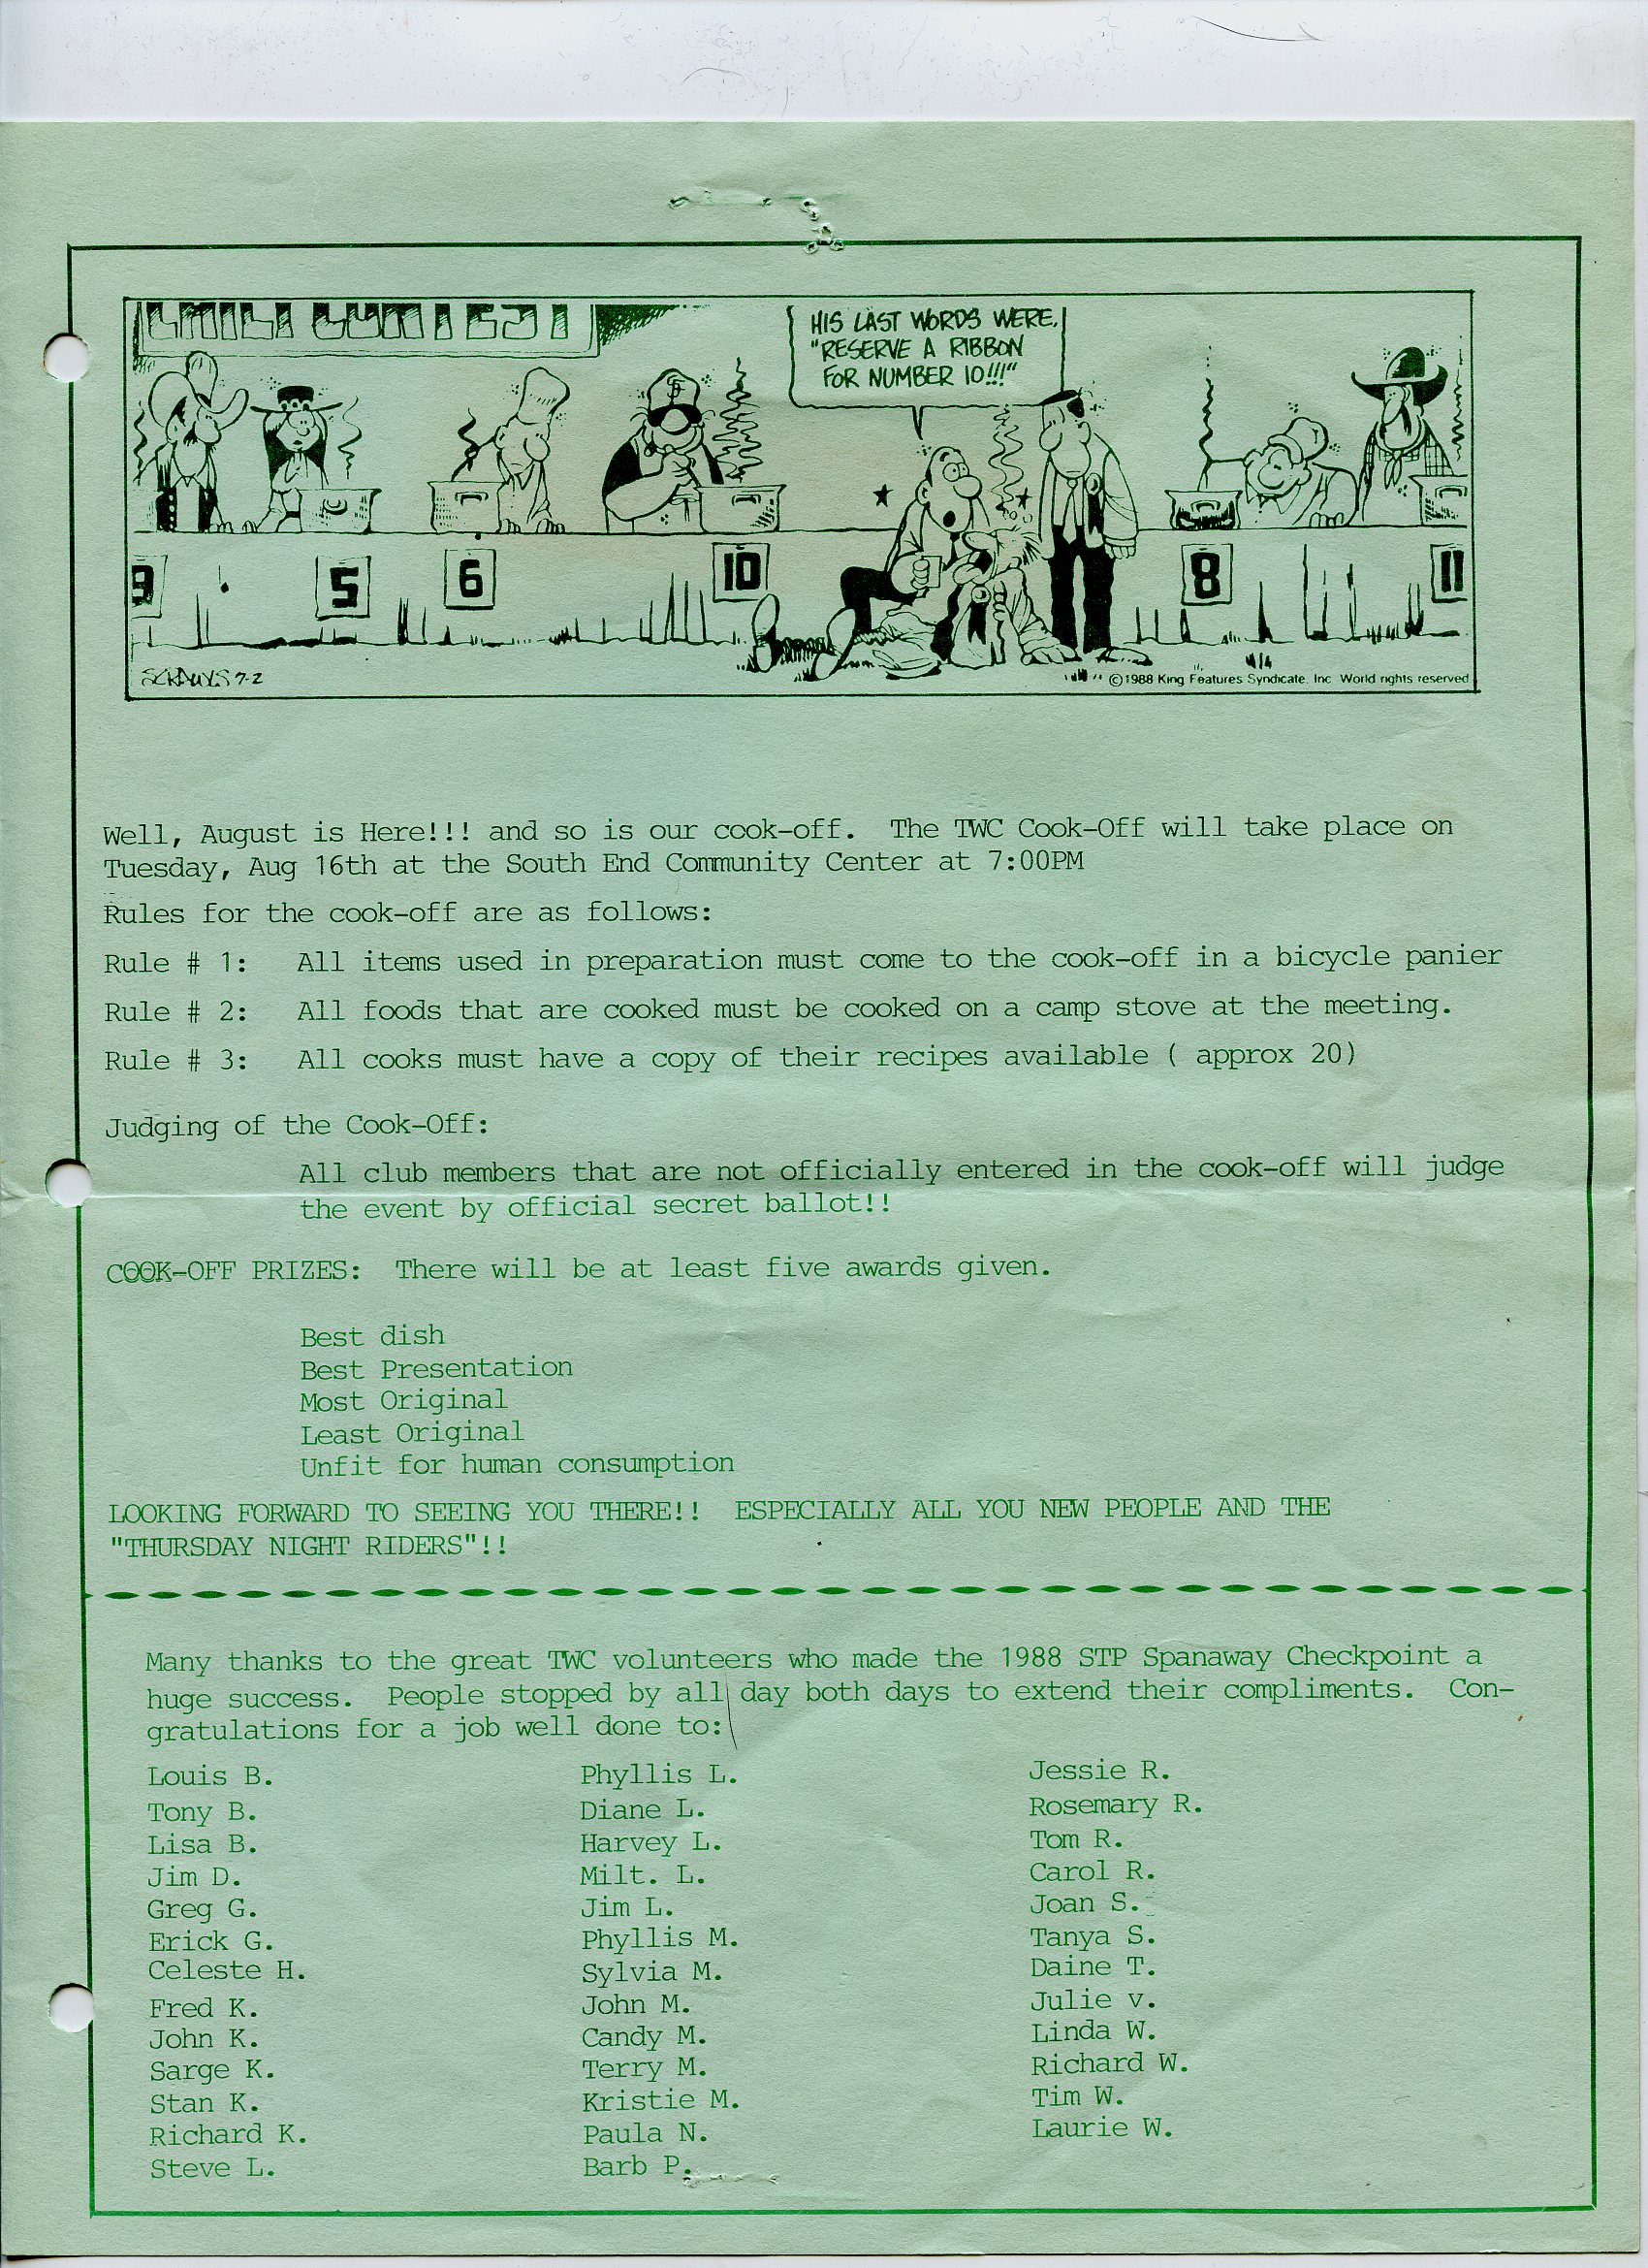 CHILI CONTEST
HIS LAST WORDS WERE,
"RESERVE A RIBBON
FOR NUMBER 10!!!"
9 5 6 10 8 11
7-2
©1988 King Features Syndicate. Inc World rights reserved
Well, August is Here!!! and so is our cook-off. The TWC Cook-Off will take place on
Tuesday, Aug 16th at the South End Community Center at 7:00PM
Rules for the cook-off are as follows:
Rule # 1: All items used in preparation must come to the cook-off in a bicycle panier
Rule # 2: All foods that are cooked must be cooked on a camp stove at the meeting.
Rule # 3: All cooks must have a copy of their recipes available ( approx 20)
Judging of the Cook-Off:
All club members that are not officially entered in the cook-off will judge
the event by official secret ballot!!
COOK-OFF PRIZES: There will be at least five awards given.
Best dish
Best Presentation
Most Original
Least Original
Unfit for human consumption
LOOKING FORWARD TO SEEING YOU THERE!! ESPECIALLY ALL YOU NEW PEOPLE AND THE
"THURSDAY NIGHT RIDERS"!!
Many thanks to the great TWC volunteers who made the 1988 STP Spanaway Checkpoint a
huge success. People stopped by all day both days to extend their compliments. Con-
gratulations for a job well done to:
Louis B.
Tony B.
Lisa B.
Jim D.
Greg G.
Erick G.
Celeste H.
Fred K.
John K.
Sarge K.
Stan K.
Richard K.
Steve L.
Phyllis L.
Diane L.
Harvey L.
Milt. L.
Jim L.
Phyllis M.
Sylvia M.
John M.
Candy M.
Terry M.
Kristie M.
Paula N.
Barb P.
Jessie R.
Rosemary R.
Tom R.
Carol R.
Joan S.
Tanya S.
Daine T.
Julie v.
Linda W.
Richard W.
Tim W.
Laurie W.